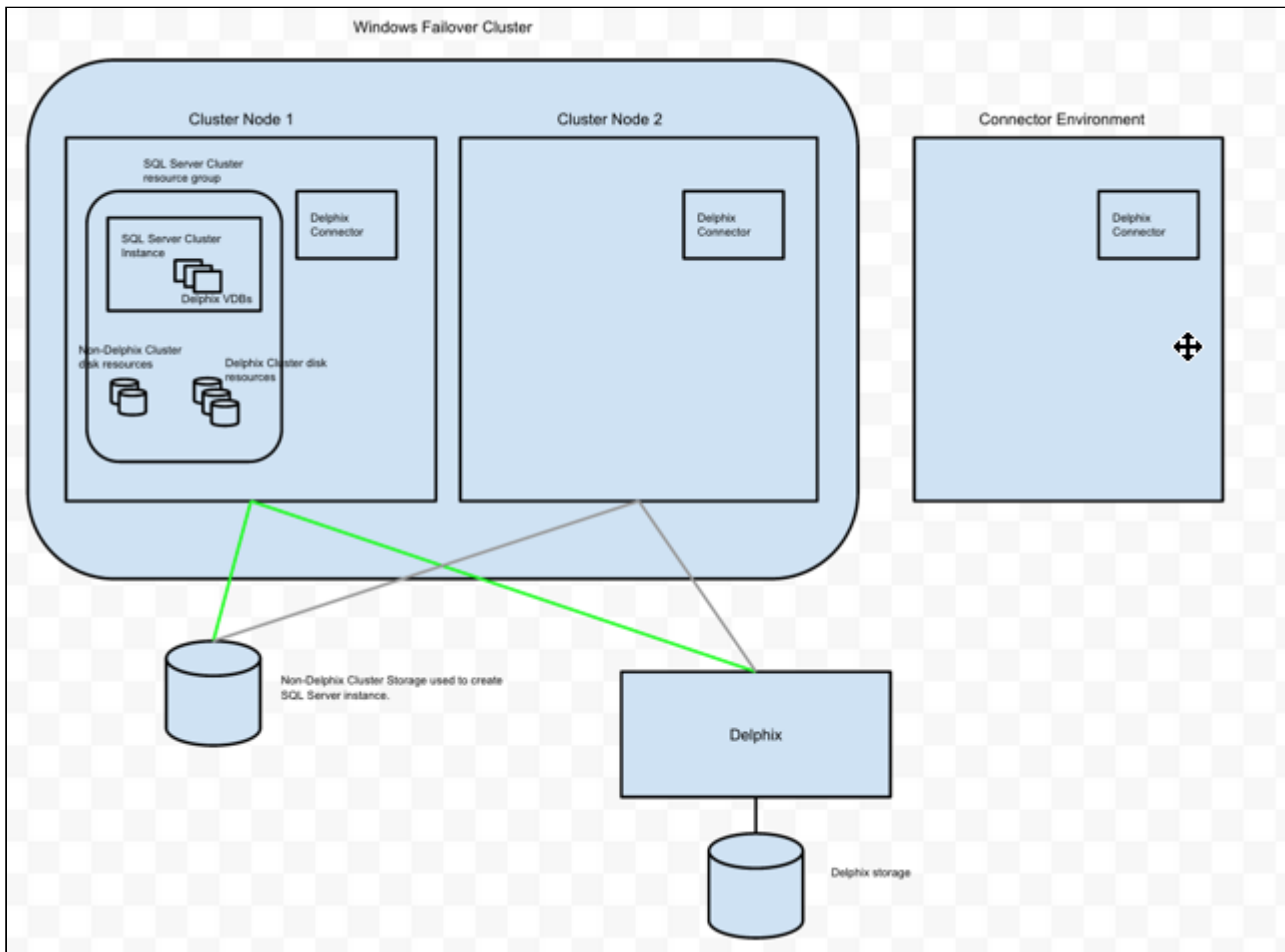 Windows Failover Cluster
Cluster Node 1
Cluster Node 2
Connector Environment
SQL Server Cluster
resource group
SQL Server Cluster
Instance
Delphix VDBs
Delphix
Connector
Delphix
Connector
Delphix
Connector
Non-Delphix Cluster
disk resources
Delphix Cluster disk
resources
Non-Delphix Cluster Storage used to create
SQL Server instance.
Delphix
Delphix storage